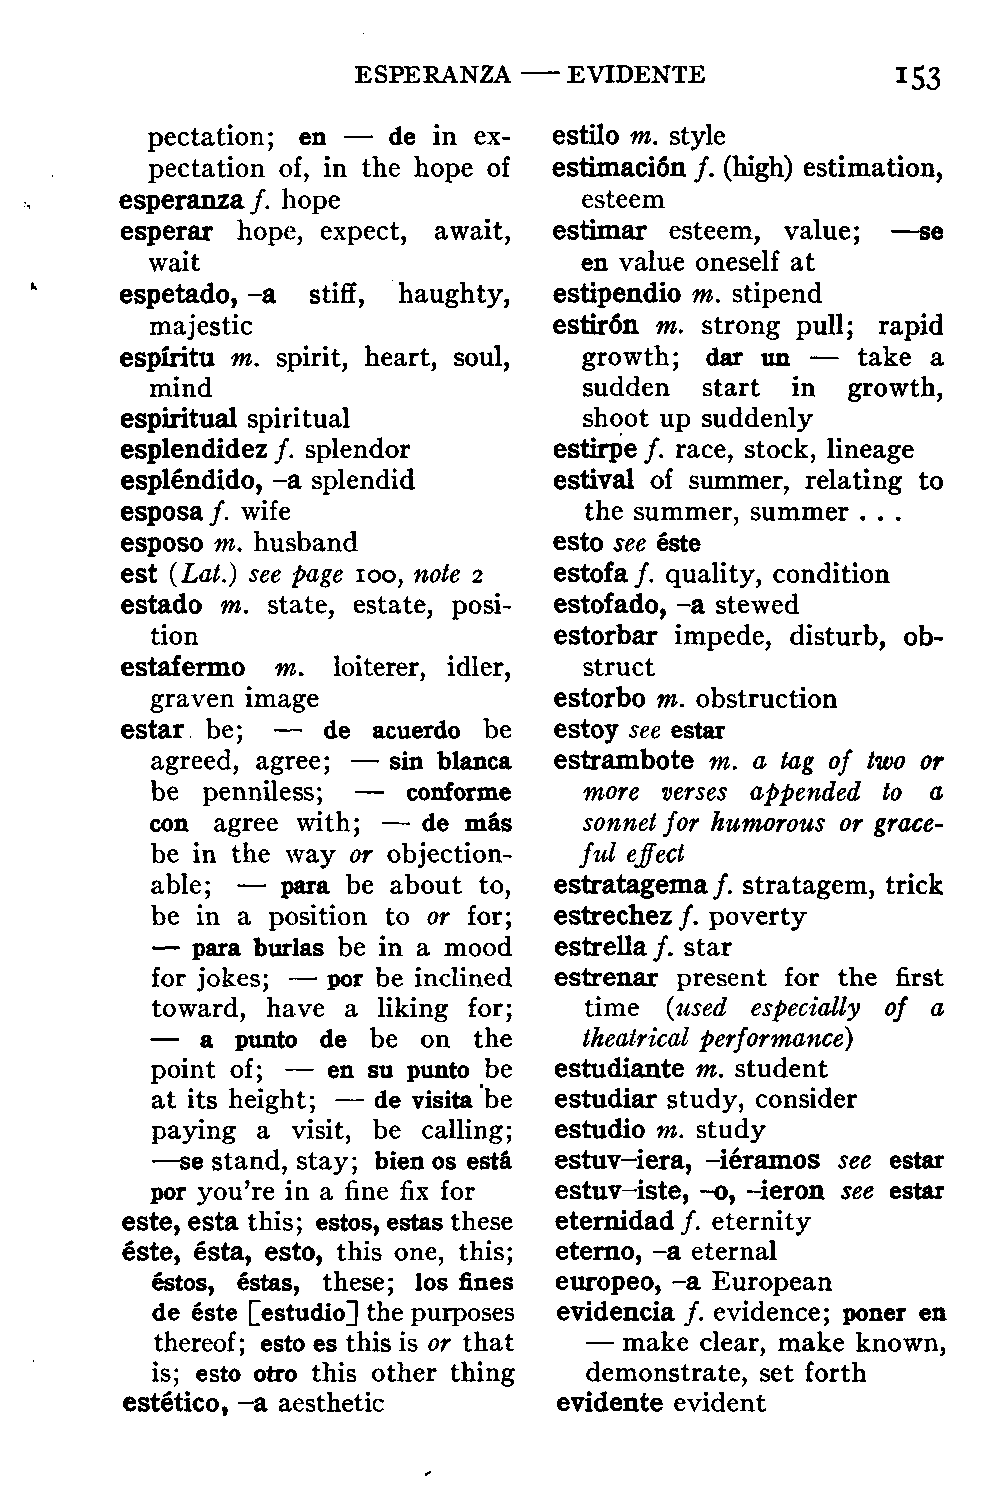 ESPERANZA — EVIDENTE 153
pectation; en — de in ex-
pectation of, in the hope of
esperanza f. hope
esperar hope, expect, await,
wait
espetado, –a stiff, haughty,
majestic
espíritu m. spirit, heart, soul,
mind
espiritual spiritual
esplendidez f. splendor
espléndido, –a splendid
esposa f. wife
esposo m. husband
est (Lat.) see page 100, note 2
estado m. state, estate, posi-
tion
estafermo m. loiterer, idler,
graven image
estar be; — de acuerdo be
agreed, agree; — sin blanca
be penniless; — conforme
con agree with; — de más
be in the way or objection-
able; — para be about to,
be in a position to or for;
— para burlas be in a mood
for jokes; — por be inclined
toward, have a liking for;
— a punto de be on the
point of; — en su punto be
at its height; — de visita be
paying a visit, be calling;
—se stand, stay; bien os está
por you're in a fine fix for
este, esta this; estos, estas these
éste, ésta, esto, this one, this;
éstos, éstas, these; los fines
de éste [estudio] the purposes
thereof; esto es this is or that
is; esto otro this other thing
estético, –a aesthetic
estilo m. style
estimación f. (high) estimation,
esteem
estimar esteem, value; —se
en value oneself at
estipendio m. stipend
estirón m. strong pull; rapid
growth; dar un — take a
sudden start in growth,
shoot up suddenly
estirpe f. race, stock, lineage
estival of summer, relating to
the summer, summer . . .
esto see éste
estofa f. quality, condition
estofado, –a stewed
estorbar impede, disturb, ob-
struct
estorbo m. obstruction
estoy see estar
estrambote m. a tag of two or
more verses appended to a
sonnet for humorous or grace-
ful effect
estratagema f. stratagem, trick
estrechez f. poverty
estrella f. star
estrenar present for the first
time (used especially of a
theatrical performance)
estudiante m. student
estudiar study, consider
estudio m. study
estuv–iera, –iéramos see estar
estuv–iste, –o, –ieron see estar
eternidad f. eternity
eterno, –a eternal
europeo, –a European
evidencia f. evidence; poner en
— make clear, make known,
demonstrate, set forth
evidente evident